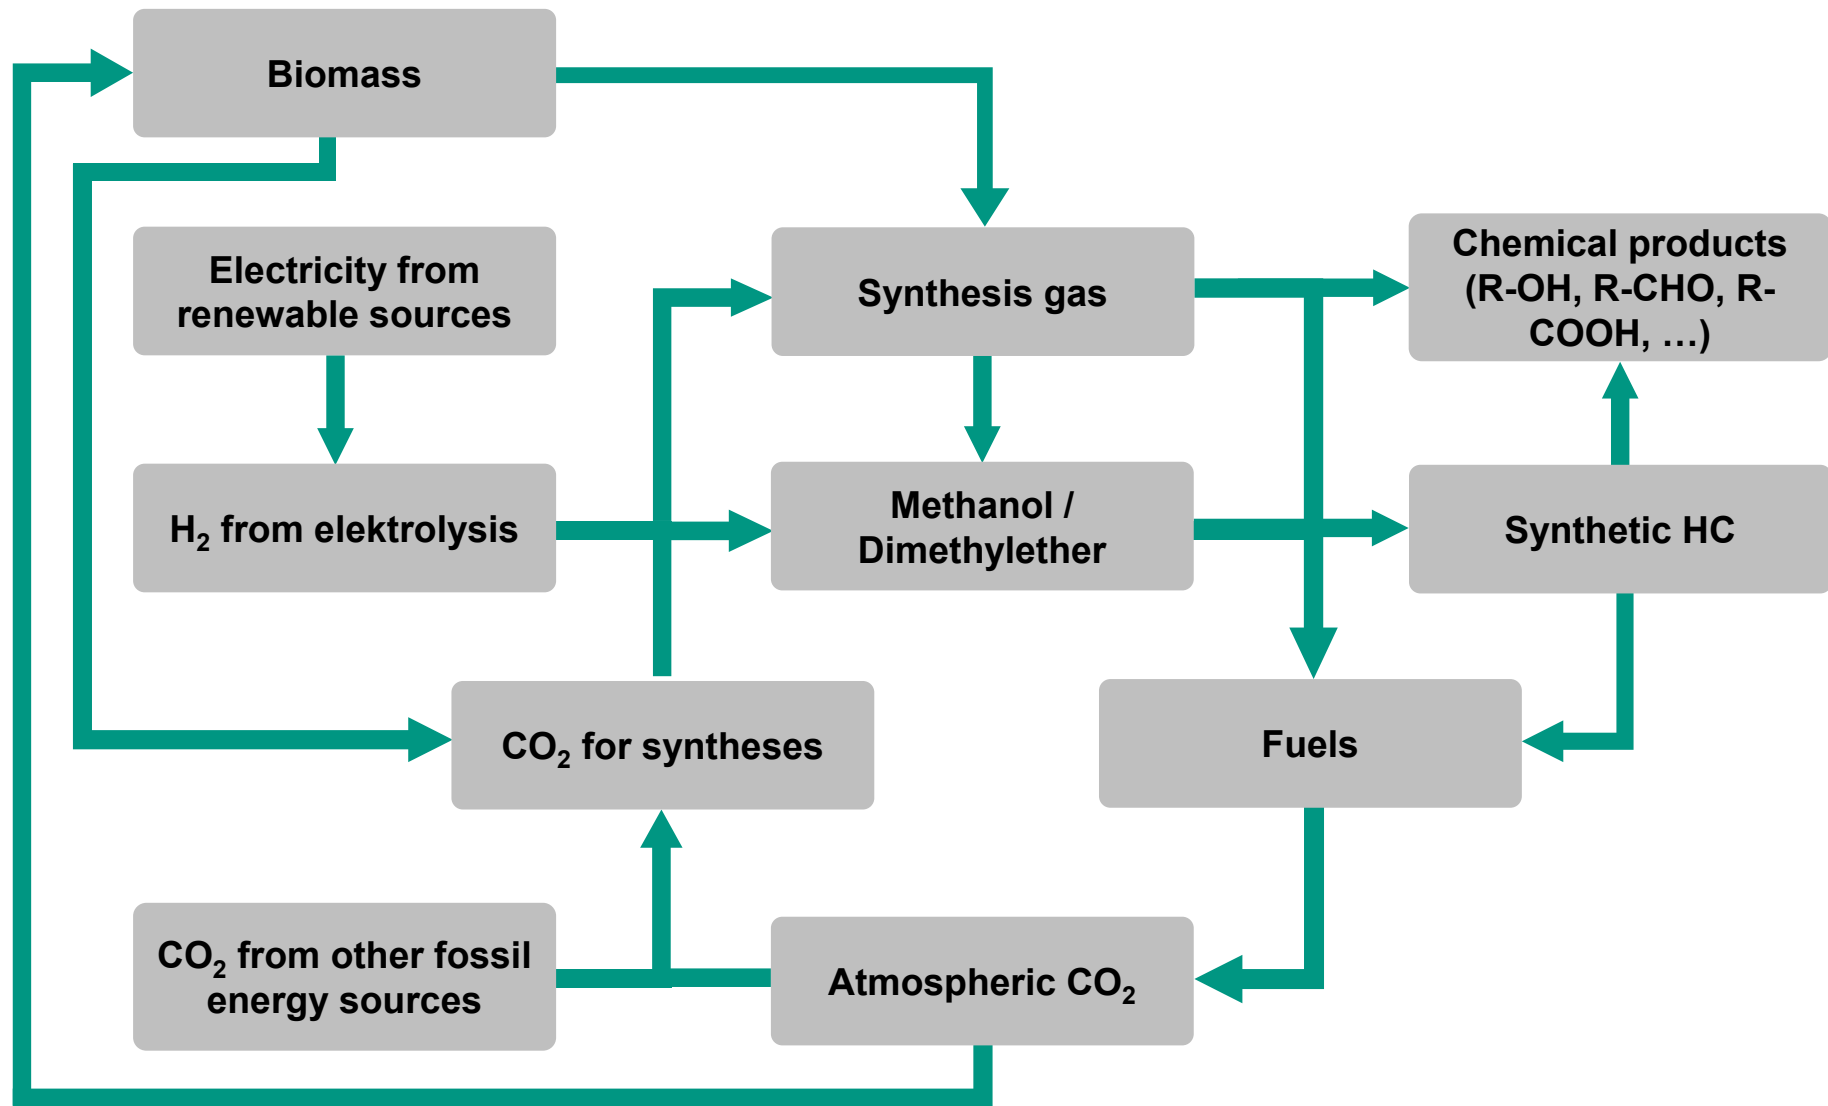 Biomass
Electricity from
renewable sources
Synthesis gas
Chemical products
(R-OH, R-CHO, R-
COOH, …)
H₂ from elektrolysis
Methanol /
Dimethylether
Synthetic HC
CO₂ for syntheses
Fuels
CO₂ from other fossil
energy sources
Atmospheric CO₂